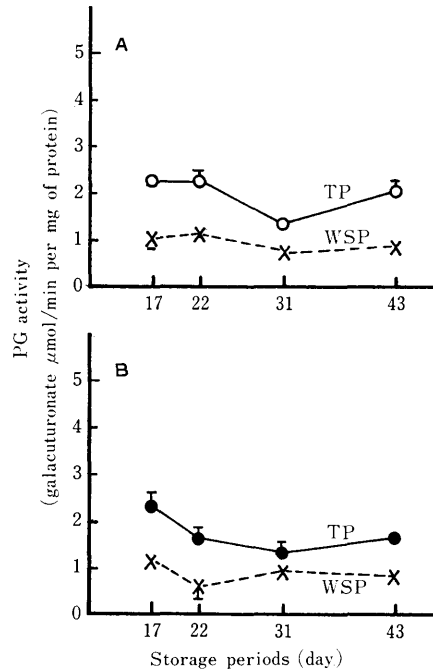 PG activity
(galacuturonate μmol/min per mg of protein)
A
5
4
3
2
1
0
TP
WSP
17 22 31 43
B
5
4
3
2
1
0
TP
WSP
17 22 31 43
Storage periods (day)